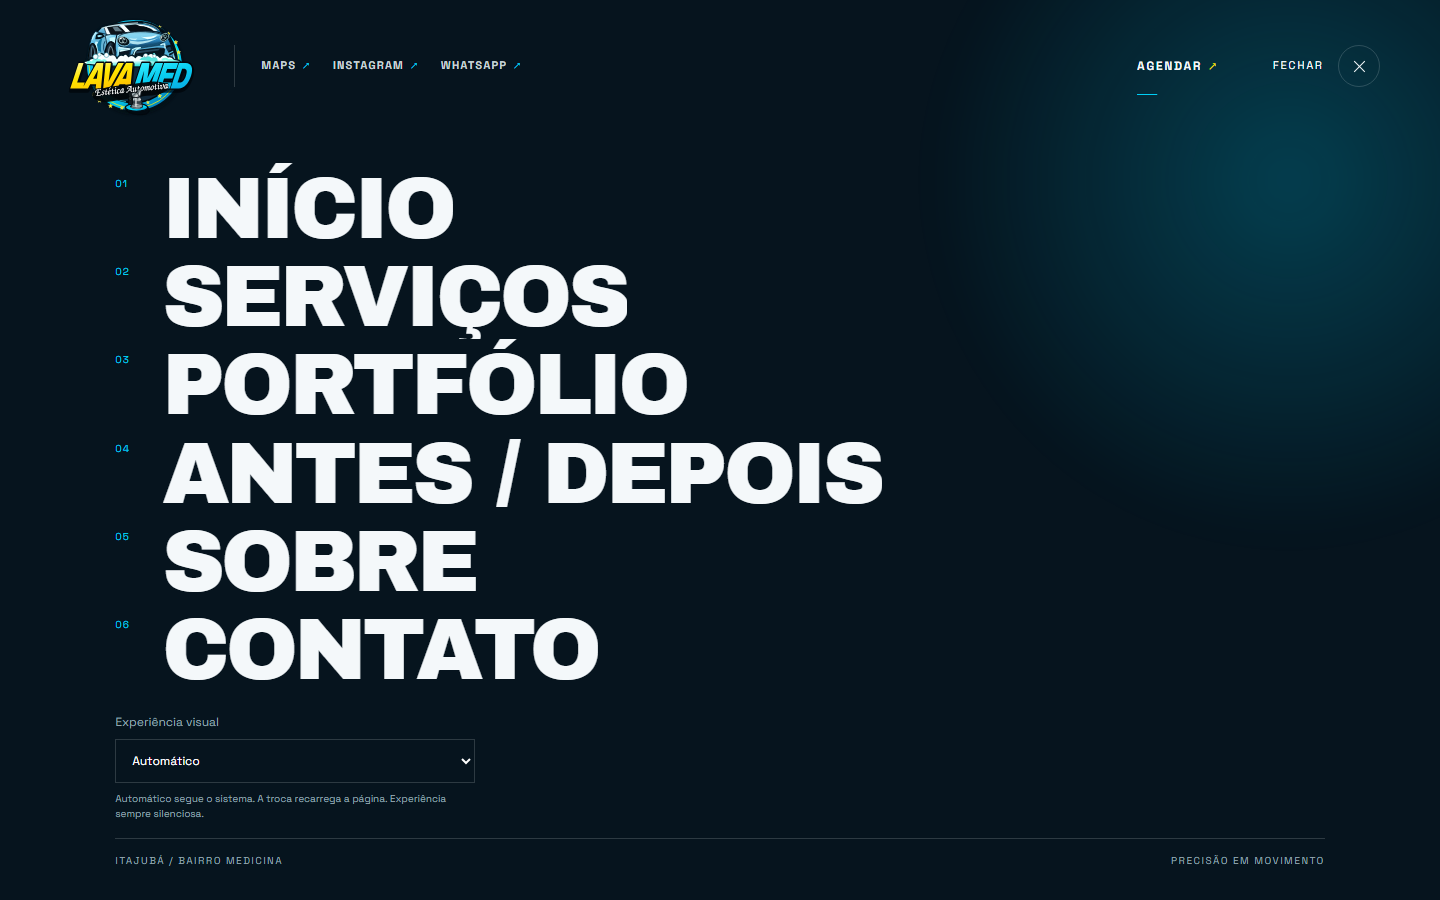 LAVA MED
Estética Automotiva
MAPS ↗ INSTAGRAM ↗ WHATSAPP ↗
AGENDAR ↗ FECHAR
01 INÍCIO
02 SERVIÇOS
03 PORTFÓLIO
04 ANTES / DEPOIS
05 SOBRE
06 CONTATO
Experiência visual
Automático
Automático segue o sistema. A troca recarrega a página. Experiência
sempre silenciosa.
ITAJUBÁ / BAIRRO MEDICINA
PRECISÃO EM MOVIMENTO